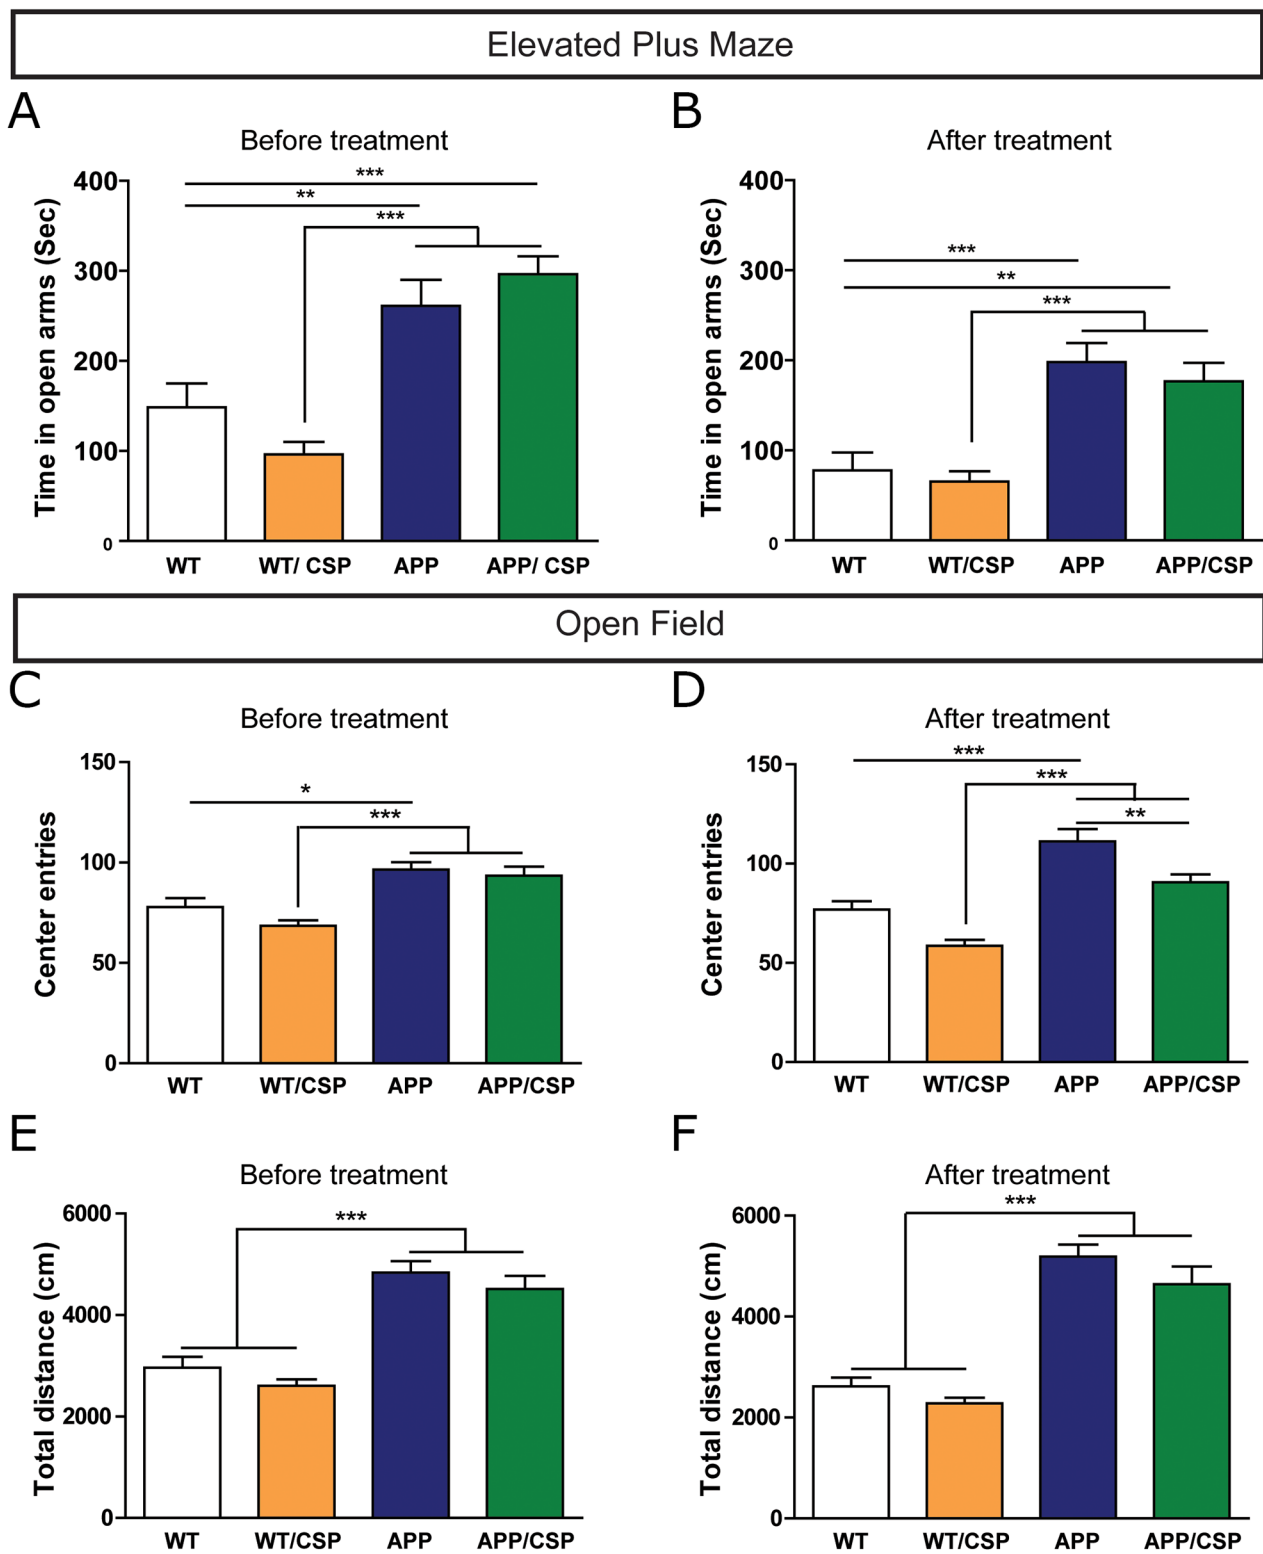 Elevated Plus Maze
A
Before treatment
Time in open arms (Sec)
400
300
200
100
0
***
**
***
WT
WT/ CSP
APP
APP/ CSP
B
After treatment
Time in open arms (Sec)
400
300
200
100
0
***
**
***
WT
WT/CSP
APP
APP/CSP
Open Field
C
Before treatment
Center entries
150
100
50
0
*
***
WT
WT/CSP
APP
APP/CSP
D
After treatment
Center entries
150
100
50
0
***
***
**
WT
WT/CSP
APP
APP/CSP
E
Before treatment
Total distance (cm)
6000
4000
2000
0
***
WT
WT/CSP
APP
APP/CSP
F
After treatment
Total distance (cm)
6000
4000
2000
0
***
WT
WT/CSP
APP
APP/CSP